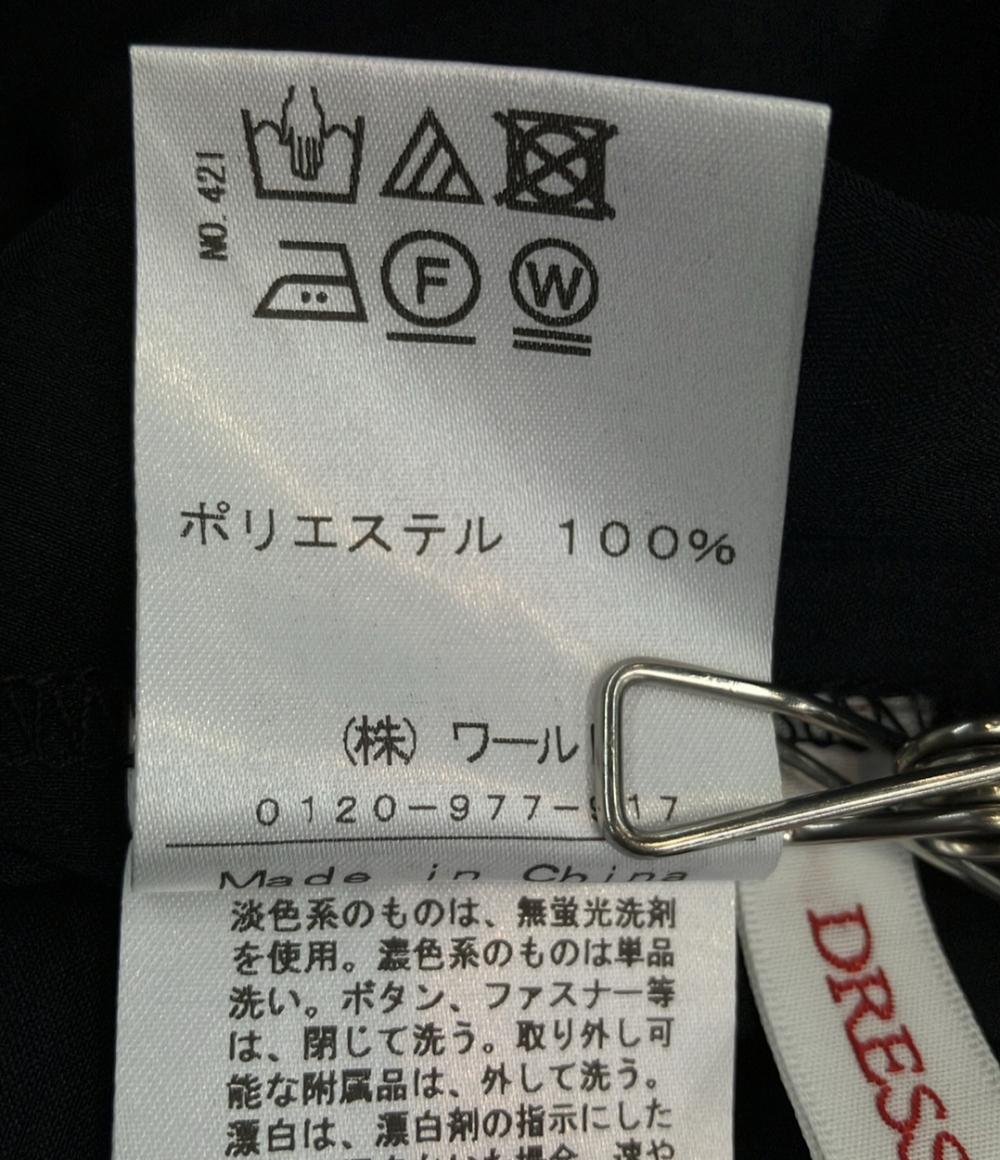 NO. 421
F
W
ポリエステル 100%
(株) ワール
0120-977-917
Made in China
淡色系のものは、無蛍光洗剤
を使用。濃色系のものは単品
洗い。ボタン、ファスナー等
は、閉じて洗う。取り外し可
能な附属品は、外して洗う。
漂白は、漂白剤の指示にした
DRESS